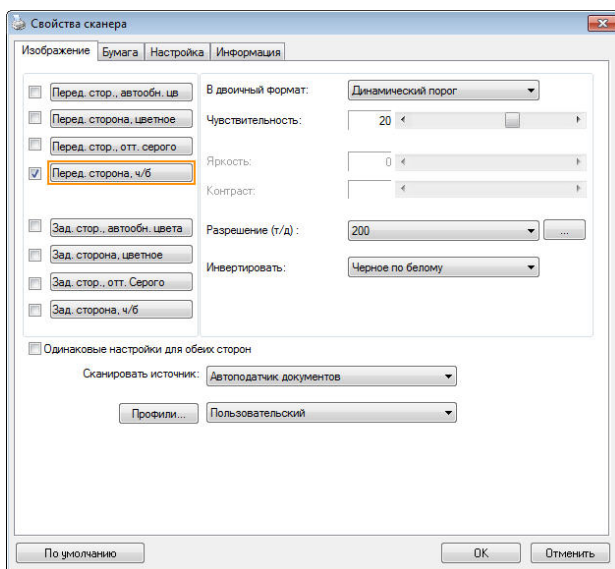 Свойства сканера
Изображение Бумага Настройка Информация
Перед. стор., автообн. цв
Перед. сторона, цветное
Перед. стор., отт. серого
Перед. сторона, ч/б
Зад. стор., автообн. цвета
Зад. сторона, цветное
Зад. стор., отт. Серого
Зад. сторона, ч/б
В двоичный формат: Динамический порог
Чувствительность: 20
Яркость: 0
Контраст:
Разрешение (т/д) : 200 ...
Инвертировать: Черное по белому
Одинаковые настройки для обеих сторон
Сканировать источник: Автоподатчик документов
Профили... Пользовательский
По умолчанию OK Отменить